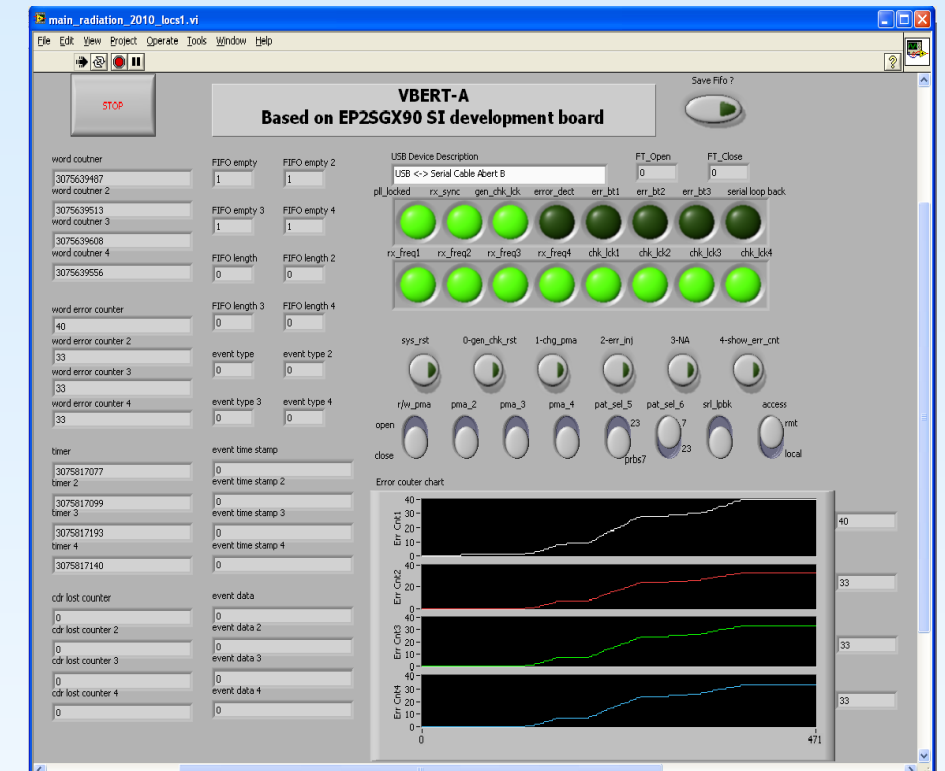 main_radiation_2010_locs1.vi
File Edit View Project Operate Tools Window Help
STOP
VBERT-A
Based on EP2SGX90 SI development board
Save Fifo ?
word coutner
3075639487
word coutner 2
3075639513
word coutner 3
3075639608
word coutner 4
3075639556
word error counter
40
word error counter 2
33
word error counter 3
33
word error counter 4
33
timer
3075817077
timer 2
3075817099
timer 3
3075817193
timer 4
3075817140
cdr lost counter
0
cdr lost counter 2
0
cdr lost counter 3
0
cdr lost counter 4
0
FIFO empty FIFO empty 2
1 1
FIFO empty 3 FIFO empty 4
1 1
FIFO length FIFO length 2
0 0
FIFO length 3 FIFO length 4
0 0
event type event type 2
0 0
event type 3 event type 4
0 0
event time stamp
0
event time stamp 2
0
event time stamp 3
0
event time stamp 4
0
event data
0
event data 2
0
event data 3
0
event data 4
0
USB Device Description FT_Open FT_Close
USB <-> Serial Cable Abert B 0 0
pll_locked rx_sync gen_chk_lck error_dect err_bt1 err_bt2 err_bt3 serial loop back
rx_freq1 rx_freq2 rx_freq3 rx_freq4 chk_lck1 chk_lck2 chk_lck3 chk_lck4
sys_rst 0-gen_chk_rst 1-chg_pma 2-err_inj 3-NA 4-show_err_cnt
r/w_pma pma_2 pma_3 pma_4 pat_sel_5 pat_sel_6 srl_lpbk access
open 23 7 rmt
close prbs7 23 local
Error couter chart
40
30
20
10
0
Err Cnt1
40
40
20
0
Err Cnt2
33
40
30
20
10
0
Err Cnt3
33
40
30
20
10
0
Err Cnt4
33
0 471